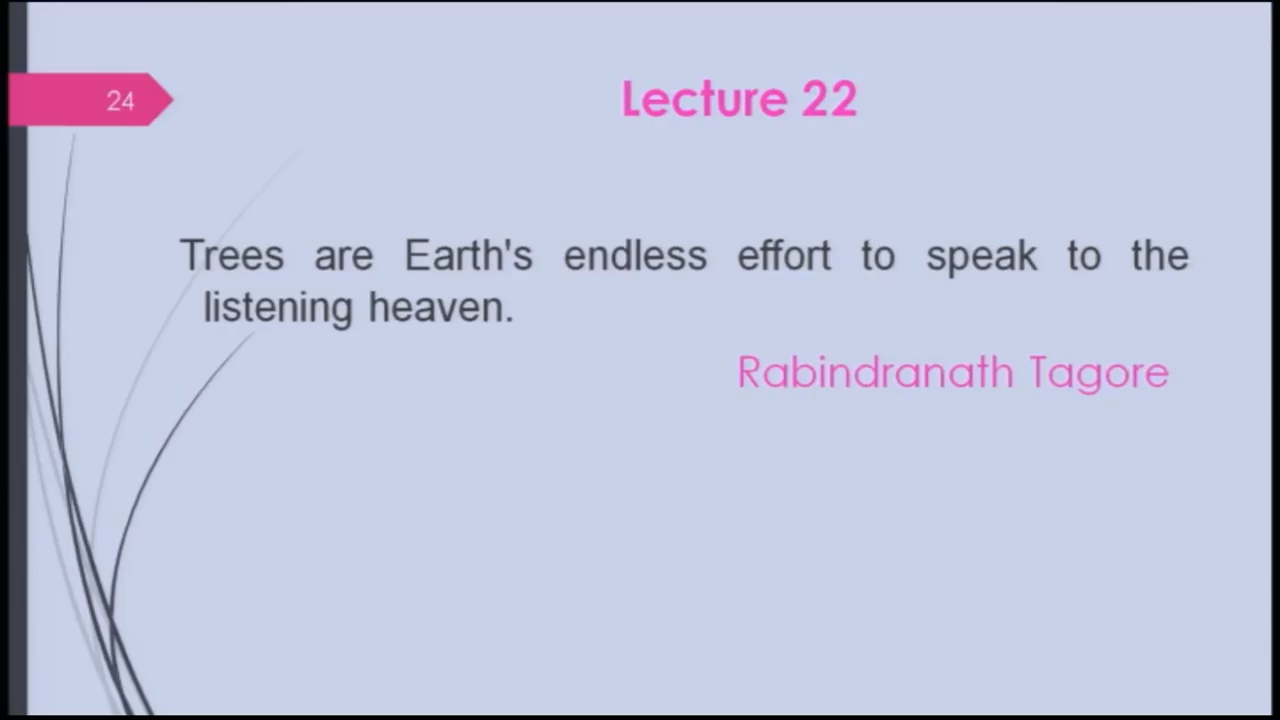 24
Lecture 22
Trees are Earth's endless effort to speak to the
listening heaven.
Rabindranath Tagore